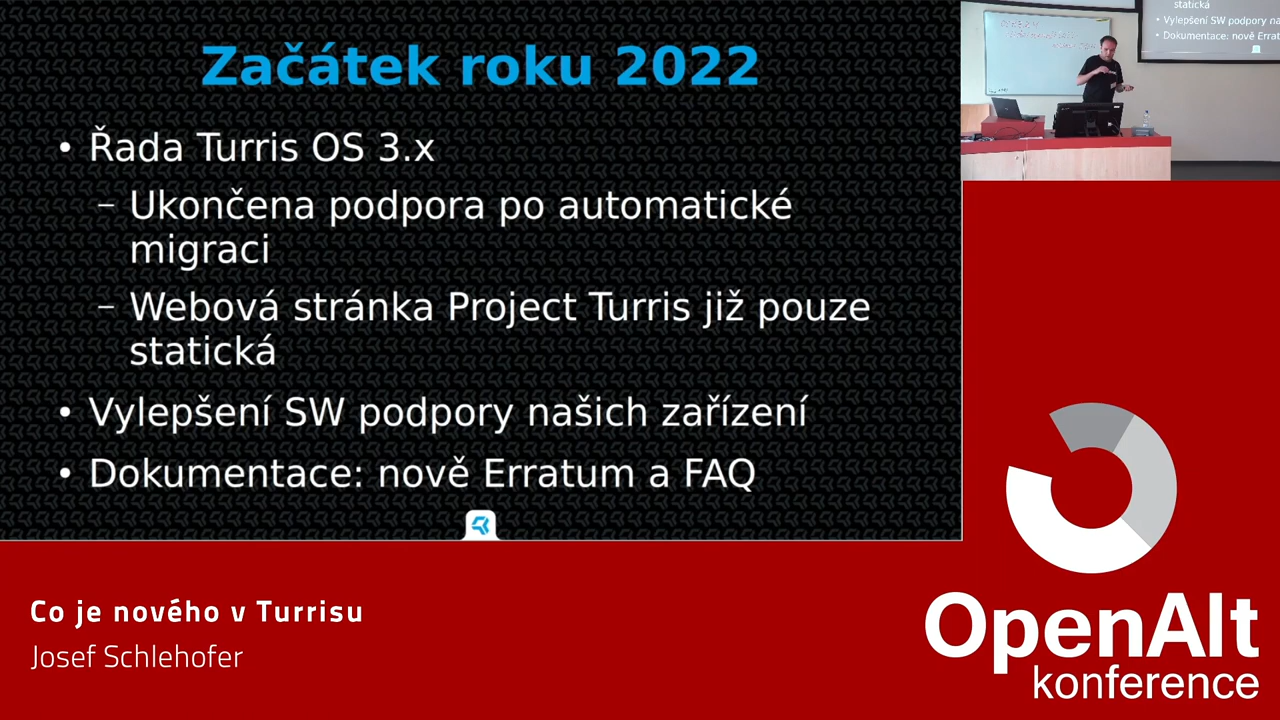 Začátek roku 2022
• Řada Turris OS 3.x
– Ukončena podpora po automatické
migraci
– Webová stránka Project Turris již pouze
statická
• Vylepšení SW podpory našich zařízení
• Dokumentace: nově Erratum a FAQ
statická
• Vylepšení SW podpory na
• Dokumentace: nově Errat
Co je nového v Turrisu
Josef Schlehofer
OpenAlt
konference